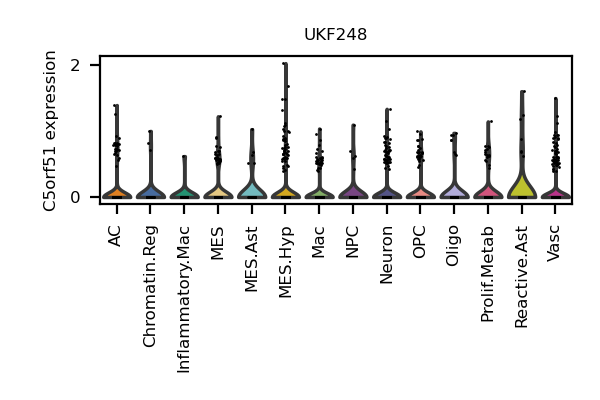 UKF248
C5orf51 expression
2
0
AC
Chromatin.Reg
Inflammatory.Mac
MES
MES.Ast
MES.Hyp
Mac
NPC
Neuron
OPC
Oligo
Prolif.Metab
Reactive.Ast
Vasc